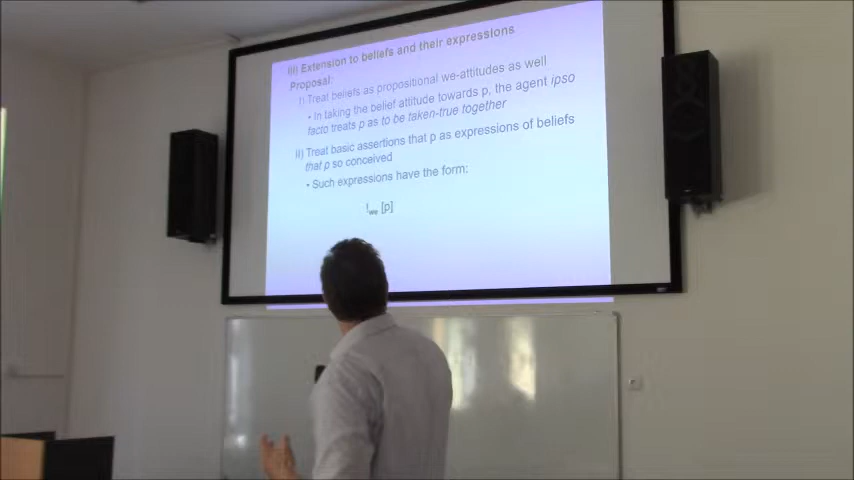 III) Extension to beliefs and their expressions
Proposal:
i) Treat beliefs as propositional we-attitudes as well
• In taking the belief attitude towards p, the agent ipso
facto treats p as to be taken-true together
ii) Treat basic assertions that p as expressions of beliefs
that p so conceived
• Such expressions have the form:
!we [p]